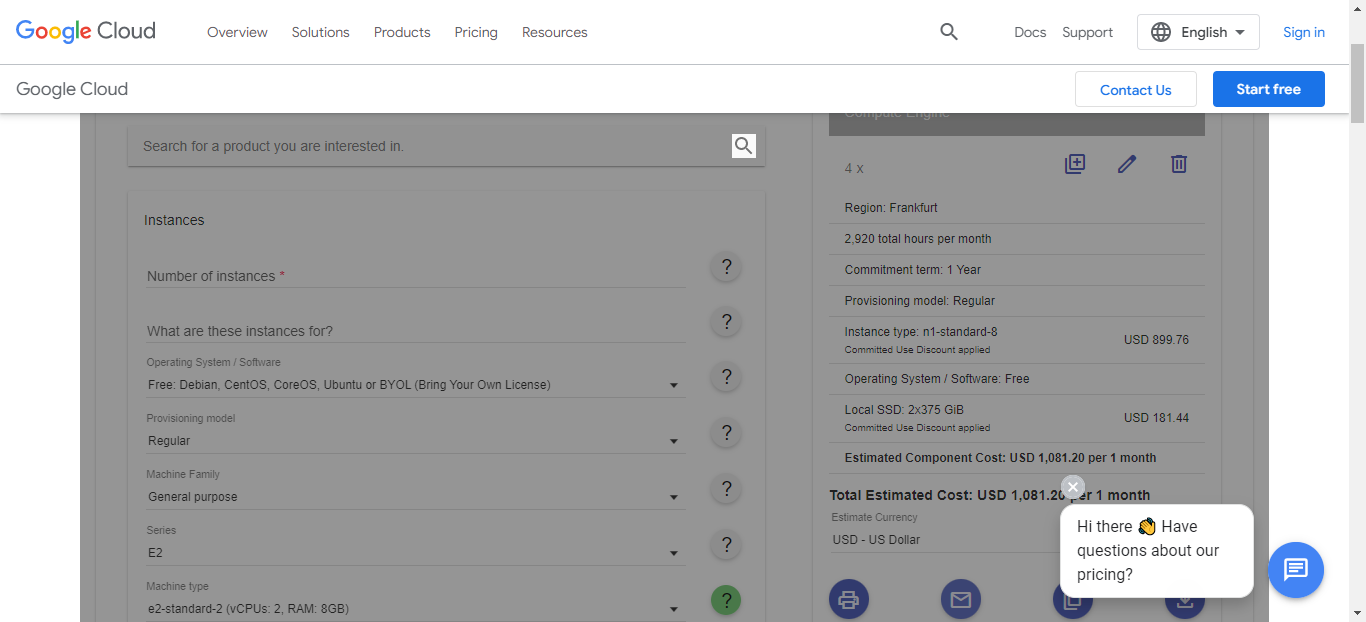 Google Cloud
Overview
Solutions
Products
Pricing
Resources
Docs
Support
English
Sign in
Google Cloud
Contact Us
Start free
Search for a product you are interested in.
Instances
Number of instances *
?
What are these instances for?
?
Operating System / Software
Free: Debian, CentOS, CoreOS, Ubuntu or BYOL (Bring Your Own License)
?
Provisioning model
Regular
?
Machine Family
General purpose
?
Series
E2
?
Machine type
e2-standard-2 (vCPUs: 2, RAM: 8GB)
?
Compute Engine
4 x
Region: Frankfurt
2,920 total hours per month
Commitment term: 1 Year
Provisioning model: Regular
Instance type: n1-standard-8
Committed Use Discount applied
USD 899.76
Operating System / Software: Free
Local SSD: 2x375 GiB
Committed Use Discount applied
USD 181.44
Estimated Component Cost: USD 1,081.20 per 1 month
Total Estimated Cost: USD 1,081.20 per 1 month
Estimate Currency
USD - US Dollar
Hi there 👋 Have
questions about our
pricing?